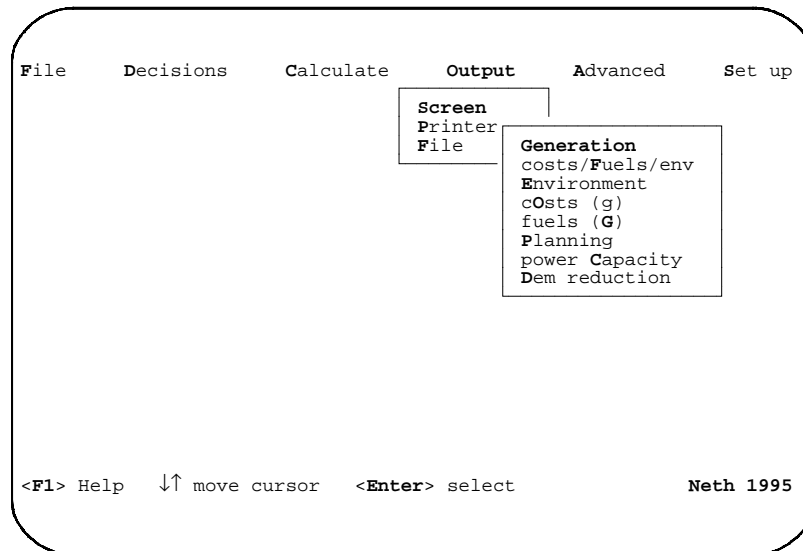 File Decisions Calculate Output Advanced Set up
Screen
Printer
File
Generation
costs/Fuels/env
Environment
cOsts (g)
fuels (G)
Planning
power Capacity
Dem reduction
<F1> Help ↓↑ move cursor <Enter> select Neth 1995